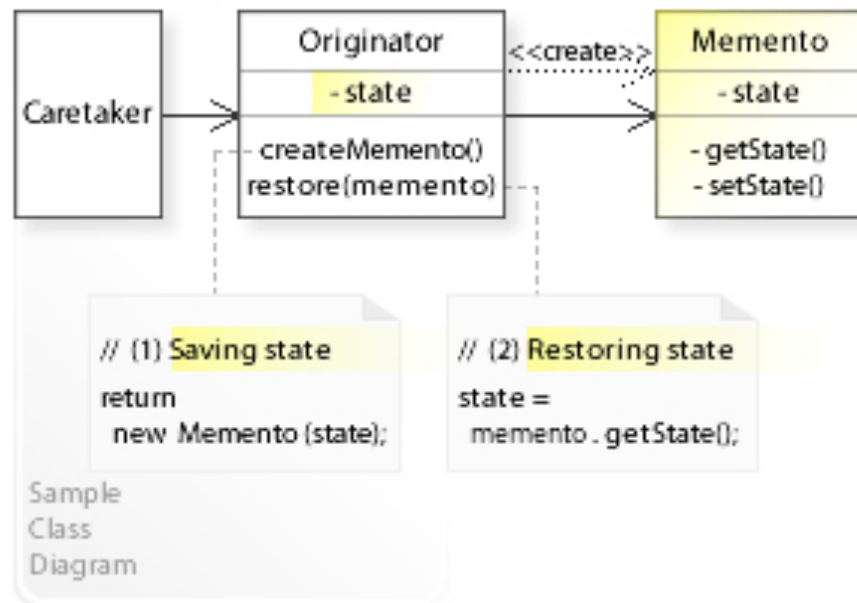 Caretaker
Originator
- state
createMemento()
restore(memento)
<<create>>
Memento
- state
- getState()
- setState()
// (1) Saving state
return
new Memento (state);
// (2) Restoring state
state =
memento . getState();
Sample
Class
Diagram